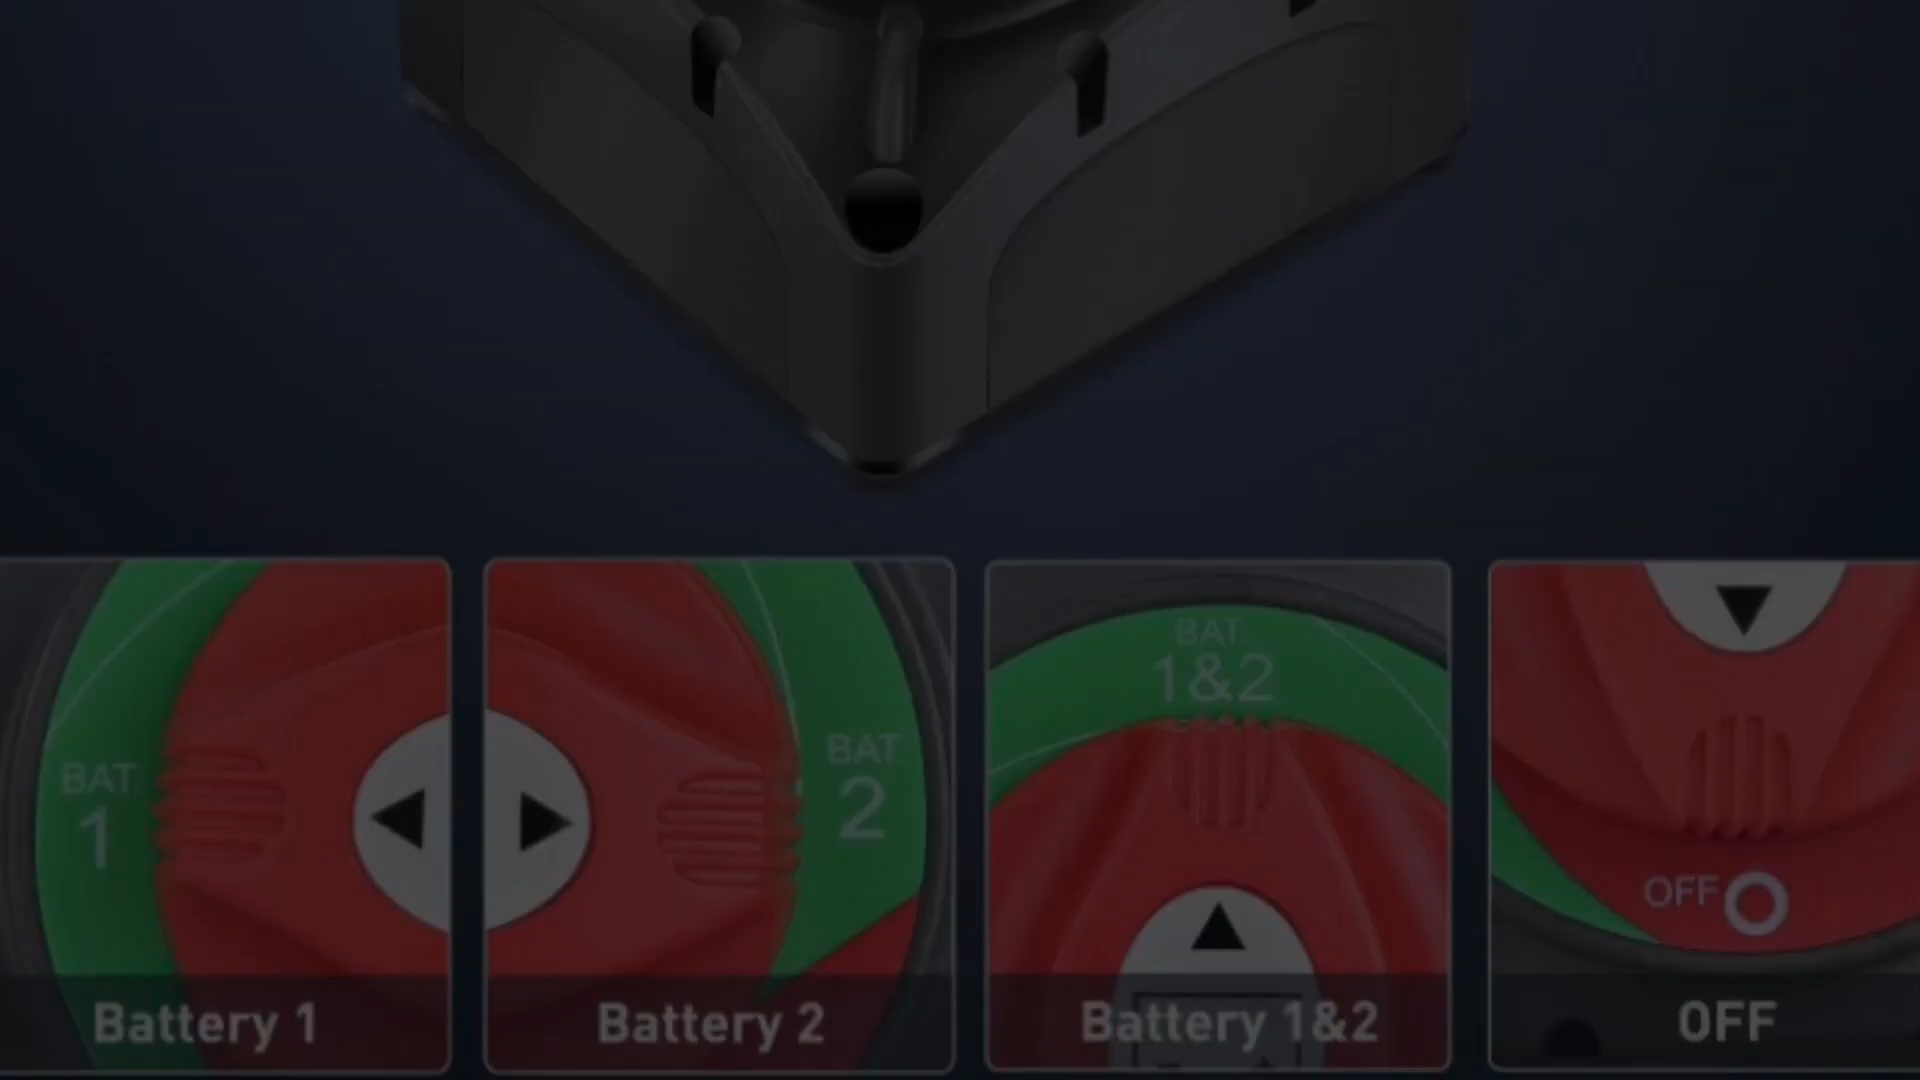 BAT
1
BAT
2
BAT
1&2
OFF
Battery 1
Battery 2
Battery 1&2
OFF